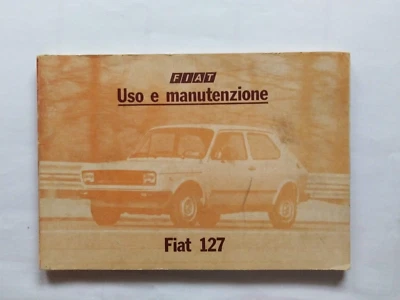 FIAT
Uso e manutenzione
Fiat 127